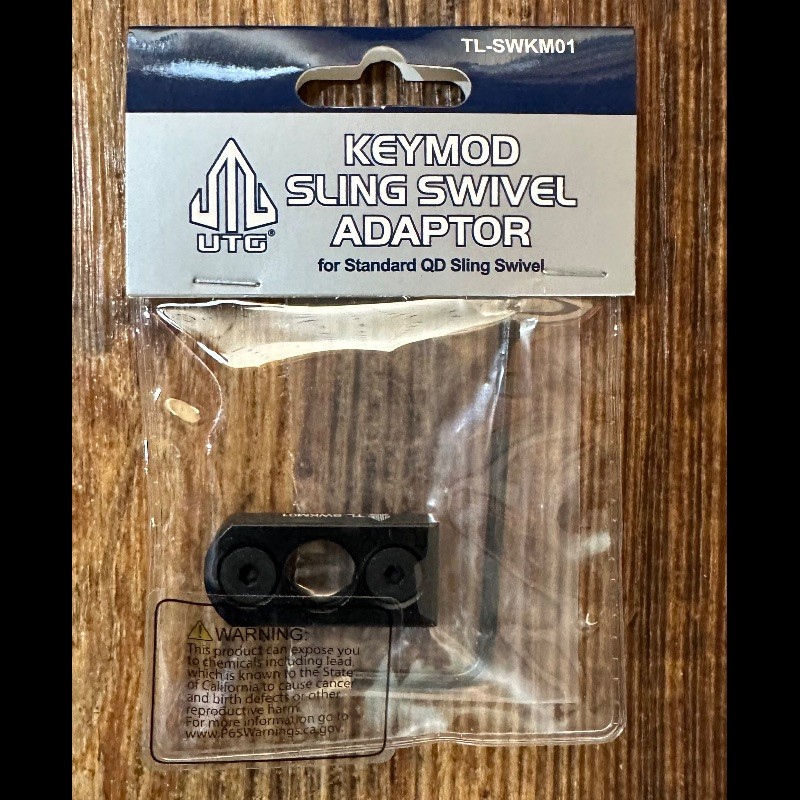 TL-SWKM01
KEYMOD
SLING SWIVEL
ADAPTOR
UTG®
for Standard QD Sling Swivel
TL-SWKM01
WARNING:
This product can expose you
to chemicals including lead,
which is known to the State
of California to cause cancer
and birth defects or other
reproductive harm.
For more information go to
www.P65Warnings.ca.gov.